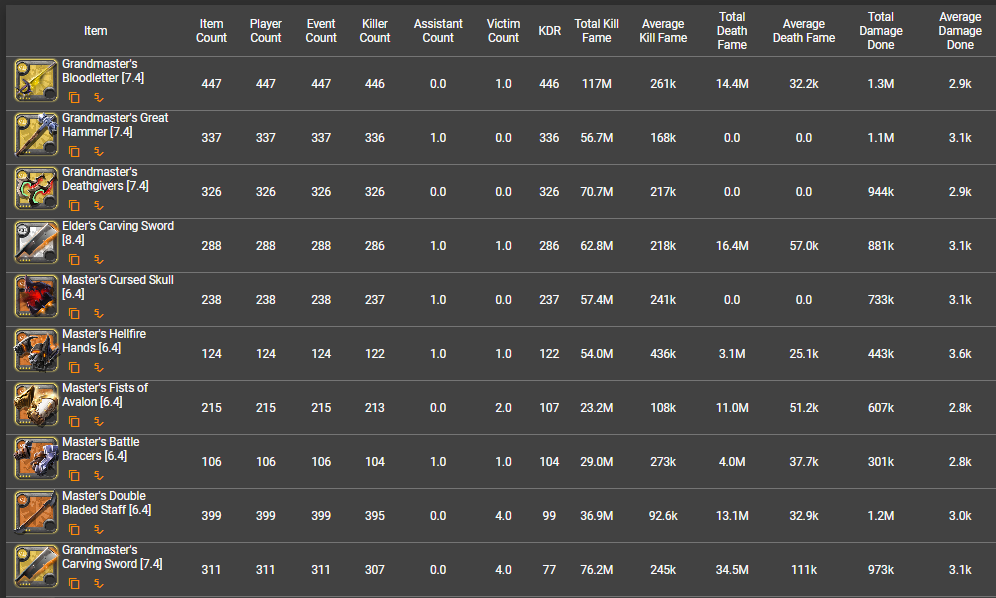 Item Item Count Player Count Event Count Killer Count Assistant Count Victim Count KDR Total Kill Fame Average Kill Fame Total Death Fame Average Death Fame Total Damage Done Average Damage Done
Grandmaster's Bloodletter [7.4] 447 447 447 446 0.0 1.0 446 117M 261k 14.4M 32.2k 1.3M 2.9k
Grandmaster's Great Hammer [7.4] 337 337 337 336 1.0 0.0 336 56.7M 168k 0.0 0.0 1.1M 3.1k
Grandmaster's Deathgivers [7.4] 326 326 326 326 0.0 0.0 326 70.7M 217k 0.0 0.0 944k 2.9k
Elder's Carving Sword [8.4] 288 288 288 286 1.0 1.0 286 62.8M 218k 16.4M 57.0k 881k 3.1k
Master's Cursed Skull [6.4] 238 238 238 237 1.0 0.0 237 57.4M 241k 0.0 0.0 733k 3.1k
Master's Hellfire Hands [6.4] 124 124 124 122 1.0 1.0 122 54.0M 436k 3.1M 25.1k 443k 3.6k
Master's Fists of Avalon [6.4] 215 215 215 213 0.0 2.0 107 23.2M 108k 11.0M 51.2k 607k 2.8k
Master's Battle Bracers [6.4] 106 106 106 104 1.0 1.0 104 29.0M 273k 4.0M 37.7k 301k 2.8k
Master's Double Bladed Staff [6.4] 399 399 399 395 0.0 4.0 99 36.9M 92.6k 13.1M 32.9k 1.2M 3.0k
Grandmaster's Carving Sword [7.4] 311 311 311 307 0.0 4.0 77 76.2M 245k 34.5M 111k 973k 3.1k